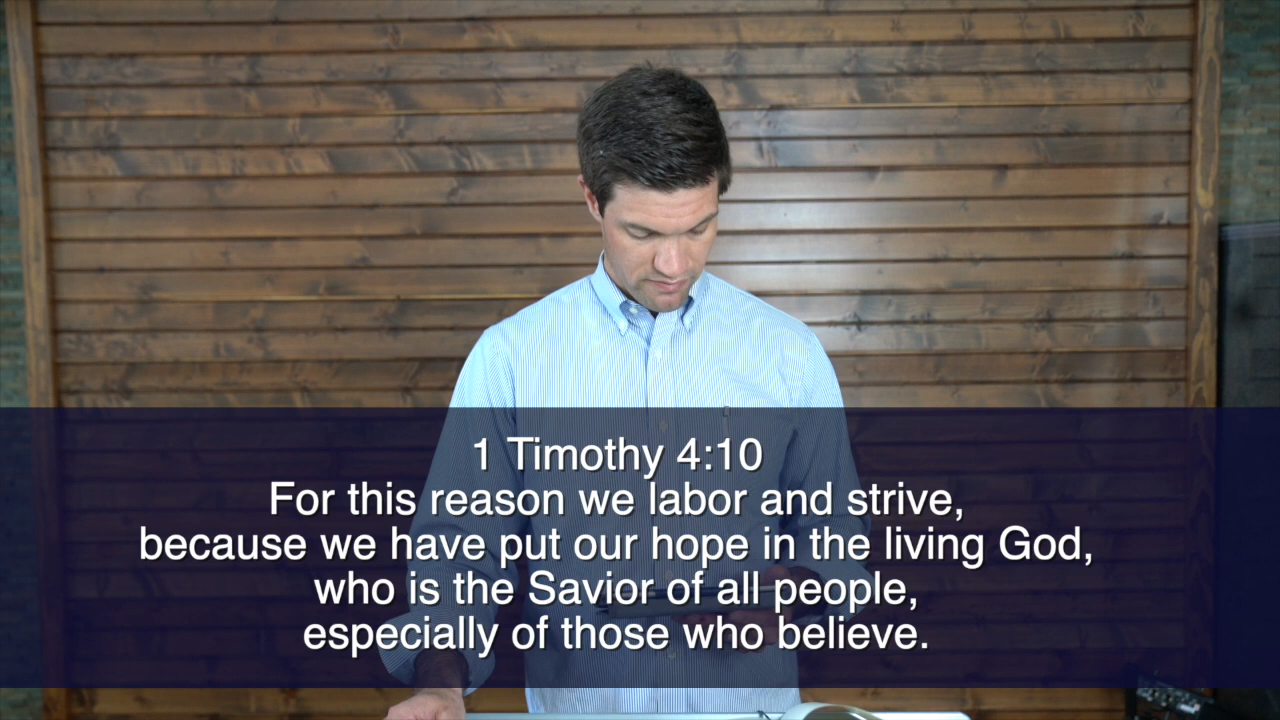 1 Timothy 4:10
For this reason we labor and strive,
because we have put our hope in the living God,
who is the Savior of all people,
especially of those who believe.